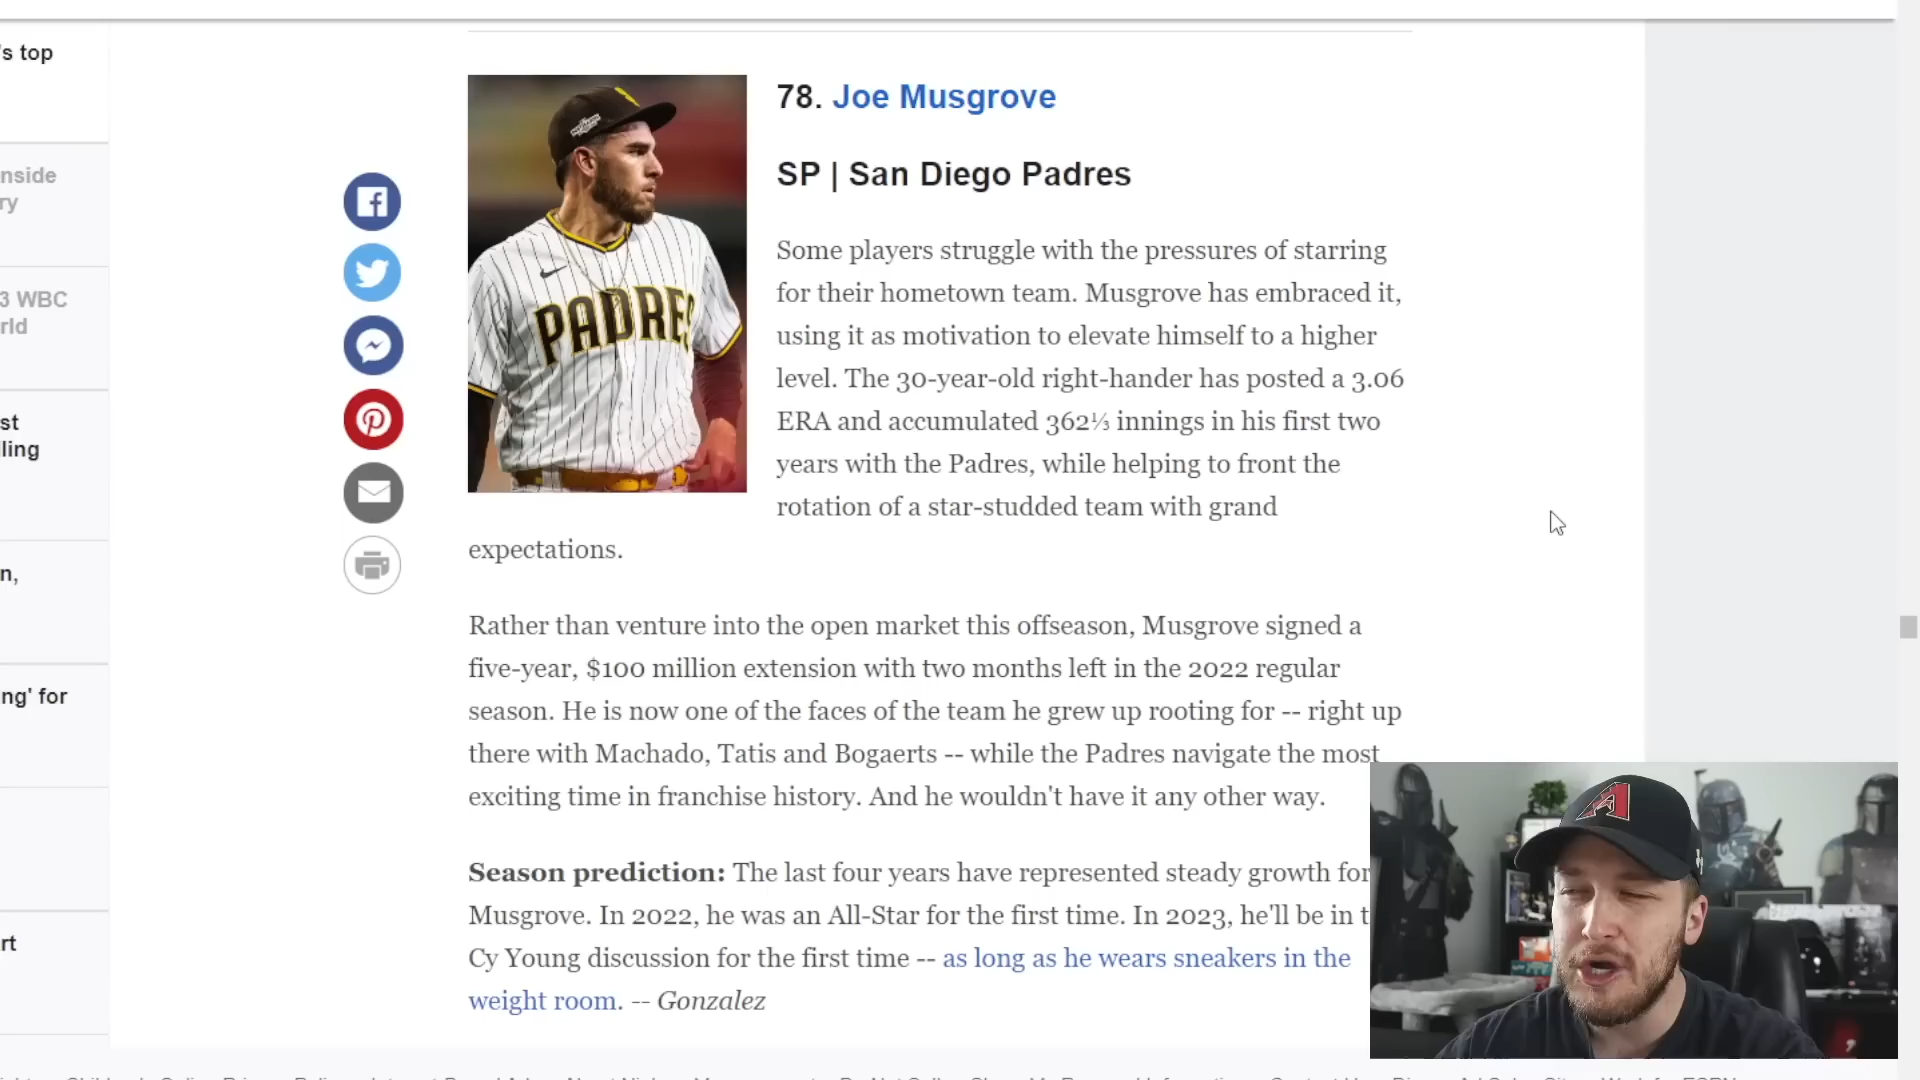 's top
nside
ry
3 WBC
rld
st
lling
n,
ng' for
rt
78. Joe Musgrove
SP | San Diego Padres
PADRES
Some players struggle with the pressures of starring
for their hometown team. Musgrove has embraced it,
using it as motivation to elevate himself to a higher
level. The 30-year-old right-hander has posted a 3.06
ERA and accumulated 362⅓ innings in his first two
years with the Padres, while helping to front the
rotation of a star-studded team with grand
expectations.
Rather than venture into the open market this offseason, Musgrove signed a
five-year, $100 million extension with two months left in the 2022 regular
season. He is now one of the faces of the team he grew up rooting for -- right up
there with Machado, Tatis and Bogaerts -- while the Padres navigate the most
exciting time in franchise history. And he wouldn't have it any other way.
Season prediction: The last four years have represented steady growth for
Musgrove. In 2022, he was an All-Star for the first time. In 2023, he'll be in t
Cy Young discussion for the first time -- as long as he wears sneakers in the
weight room. -- Gonzalez
A